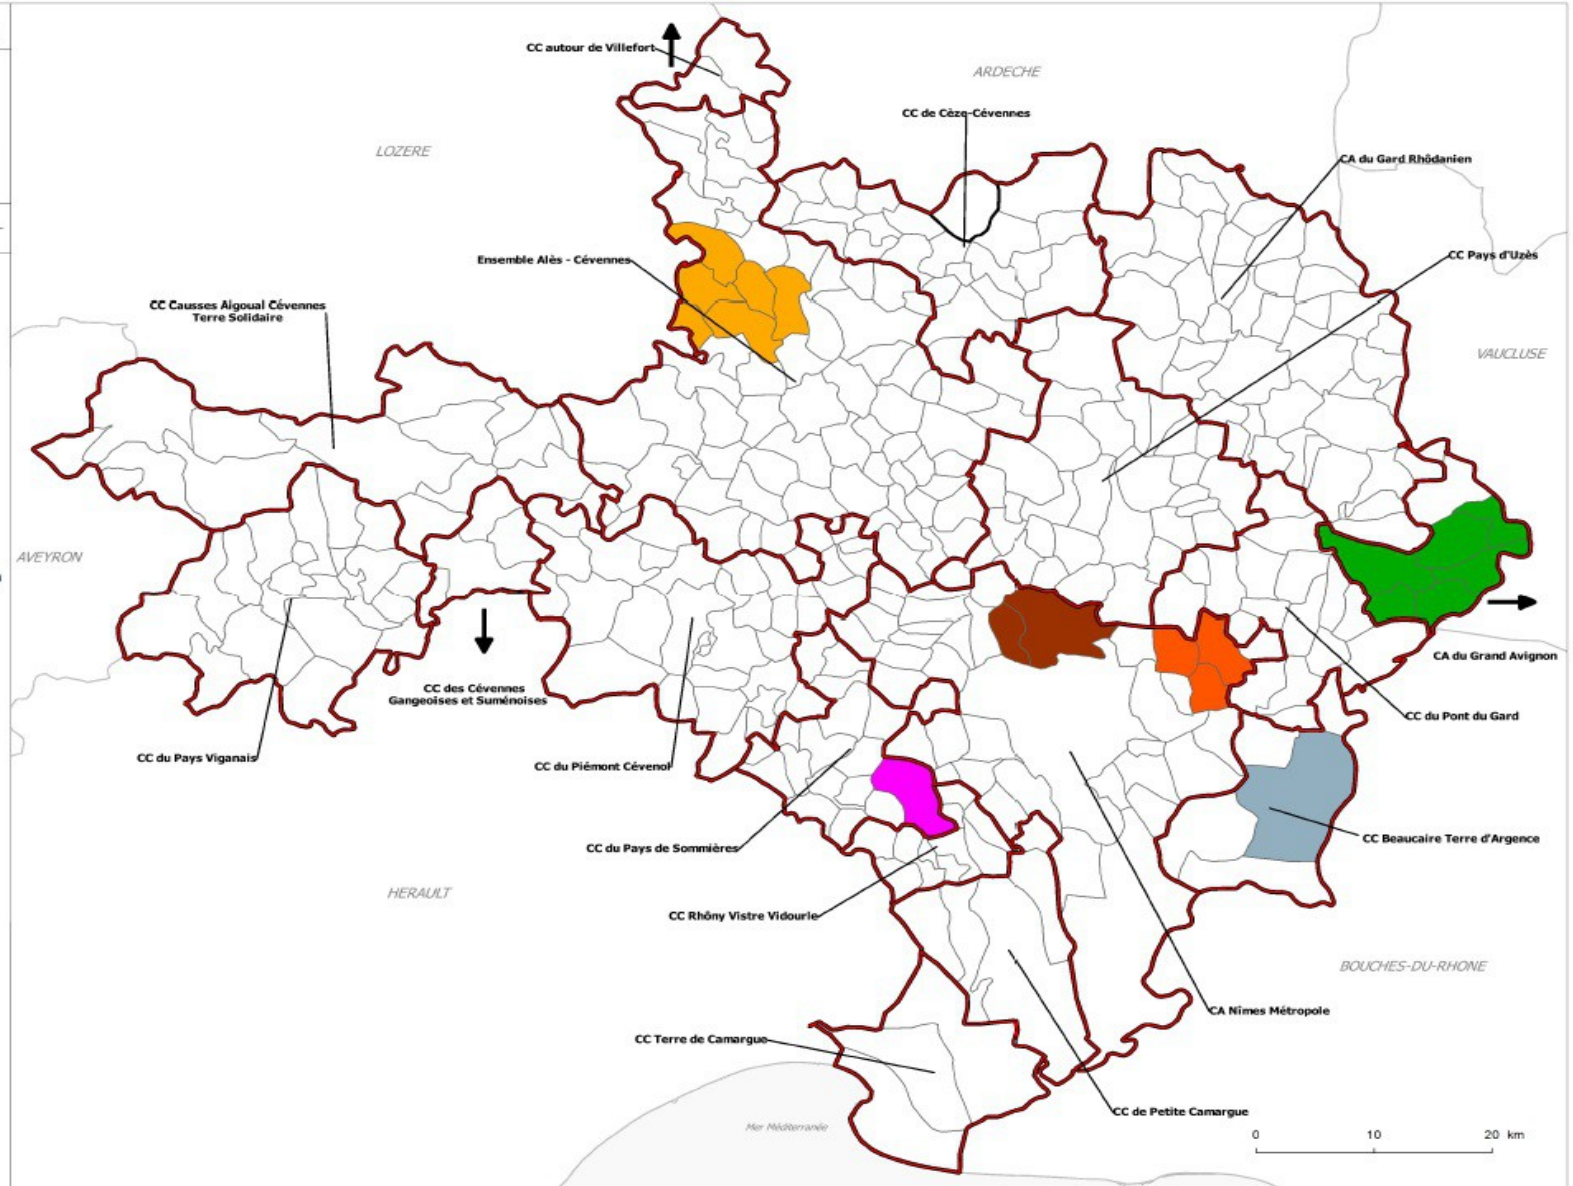 CC autour de Villefort
ARDECHE
CC de Cèze-Cévennes
LOZERE
CA du Gard Rhôdanien
CC Pays d'Uzès
Ensemble Alès - Cévennes
CC Causses Aigoual Cévennes
Terre Solidaire
VAUCLUSE
AVEYRON
CA du Grand Avignon
CC des Cévennes
Gangeoises et Suménoises
CC du Pont du Gard
CC du Pays Viganais
CC du Piémont Cévenol
CC Beaucaire Terre d'Argence
CC du Pays de Sommières
HERAULT
CC Rhôny Vistre Vidourle
BOUCHES-DU-RHONE
CA Nîmes Métropole
CC Terre de Camargue
CC de Petite Camargue
Mer Méditerranée
0 10 20 km